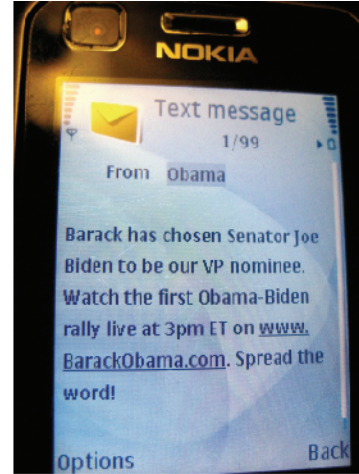 NOKIA
Text message
1/99
From Obama
Barack has chosen Senator Joe
Biden to be our VP nominee.
Watch the first Obama-Biden
rally live at 3pm ET on www.
BarackObama.com. Spread the
word!
Options Back